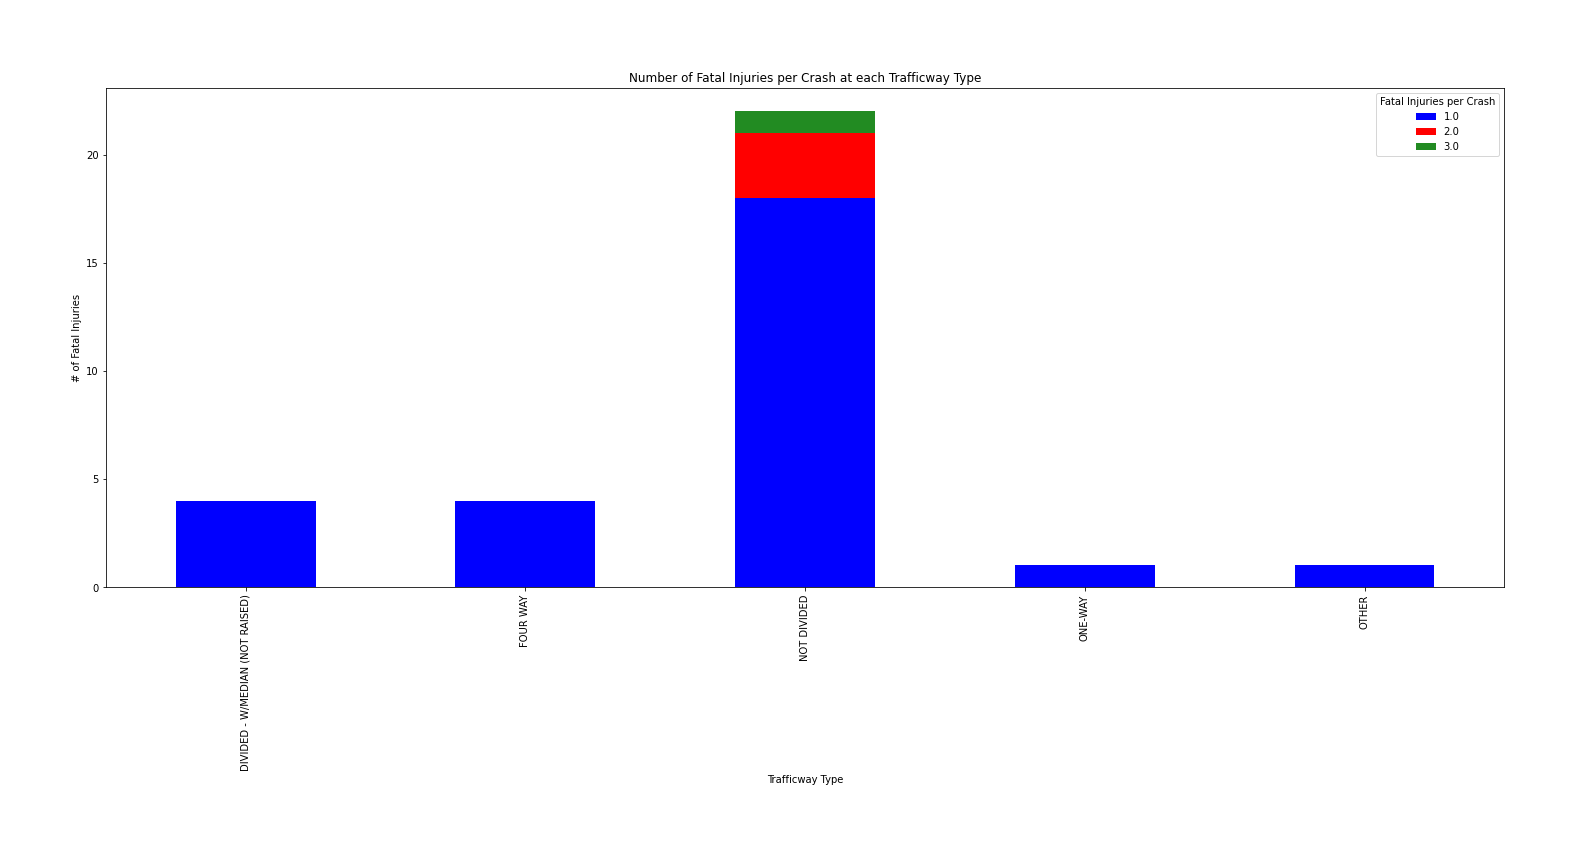 Number of Fatal Injuries per Crash at each Trafficway Type
Fatal Injuries per Crash
1.0
2.0
3.0
# of Fatal Injuries
20
15
10
5
0
DIVIDED - W/MEDIAN (NOT RAISED)
FOUR WAY
NOT DIVIDED
ONE-WAY
OTHER
Trafficway Type